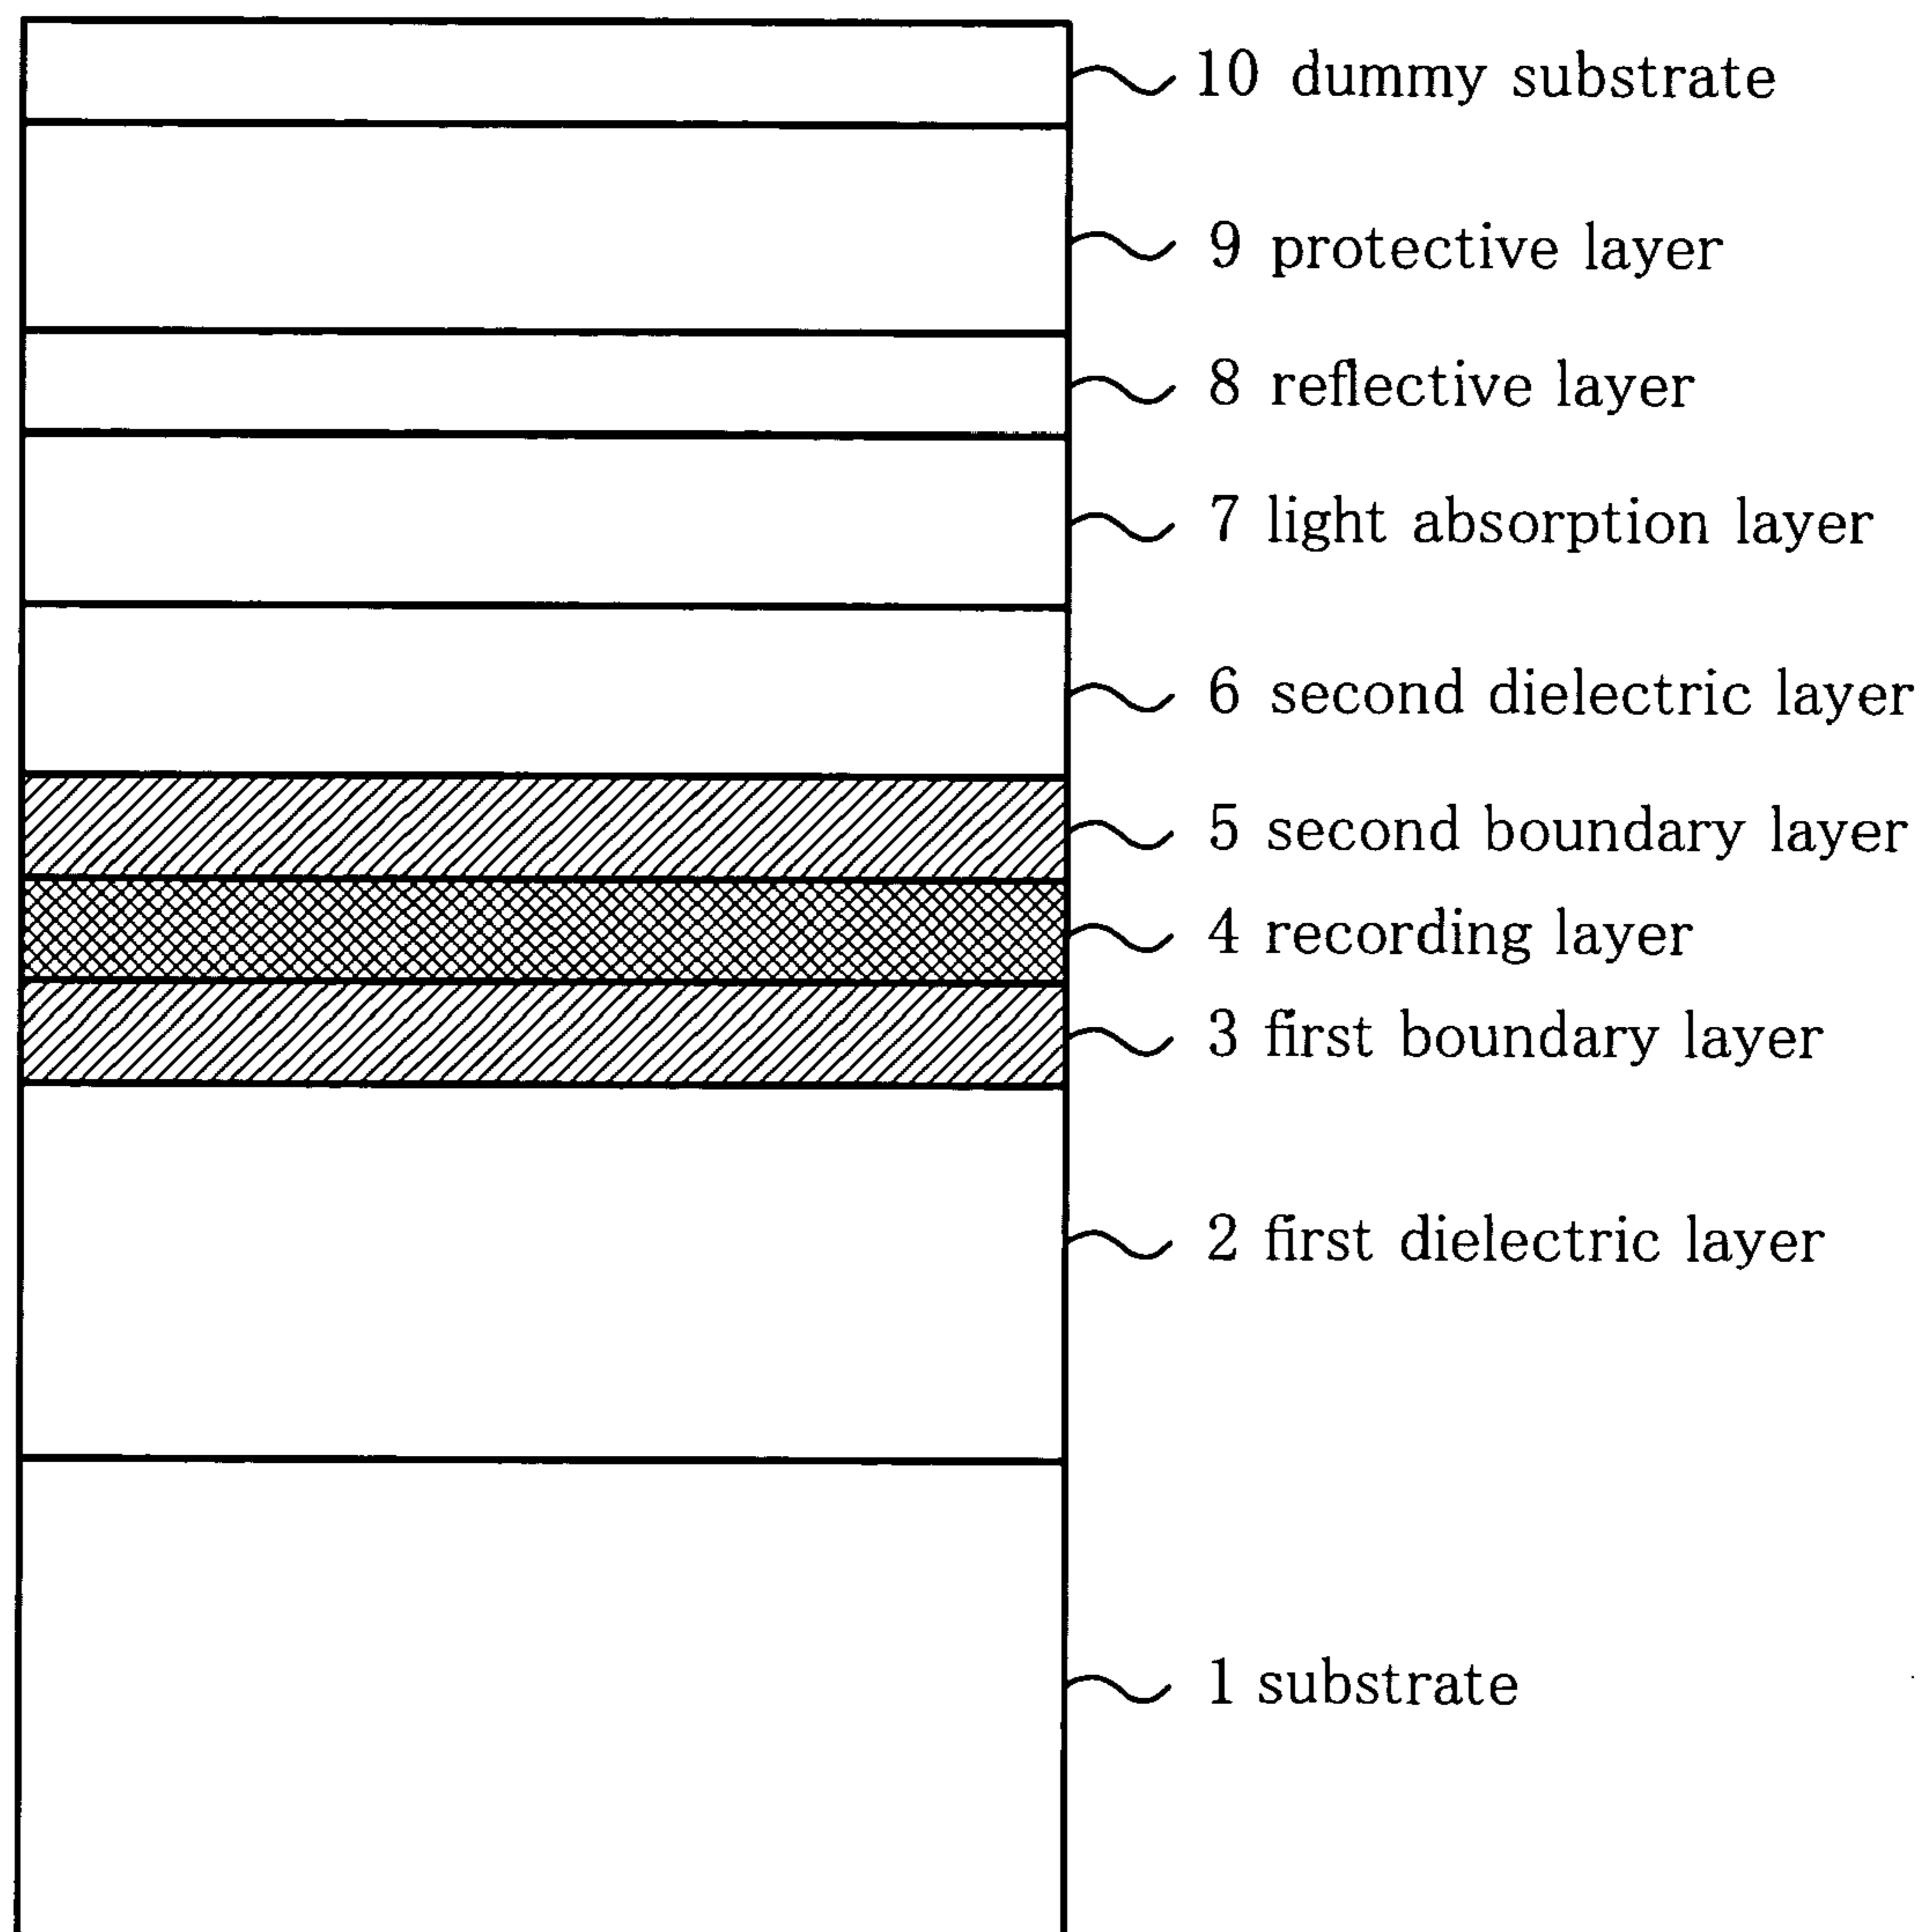 10 dummy substrate
9 protective layer
8 reflective layer
7 light absorption layer
6 second dielectric layer
5 second boundary layer
4 recording layer
3 first boundary layer
2 first dielectric layer
1 substrate